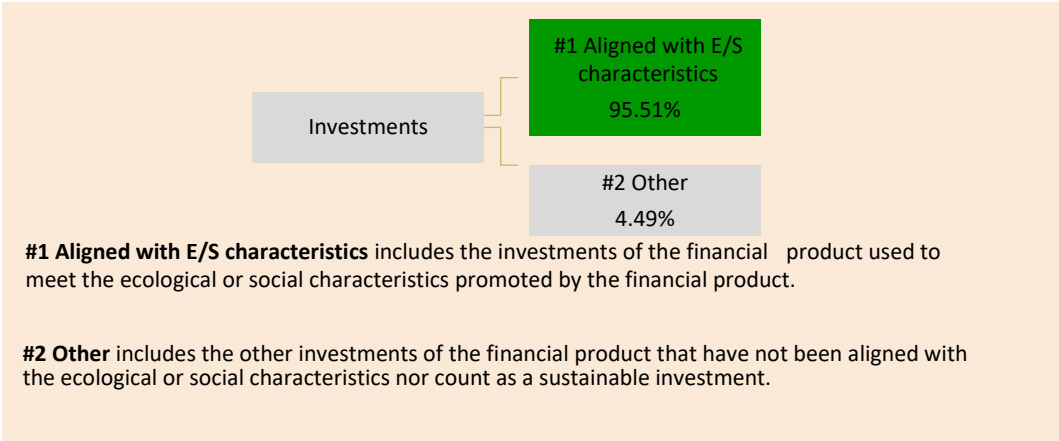 #1 Aligned with E/S
characteristics
95.51%
Investments
#2 Other
4.49%
#1 Aligned with E/S characteristics includes the investments of the financial product used to
meet the ecological or social characteristics promoted by the financial product.
#2 Other includes the other investments of the financial product that have not been aligned with
the ecological or social characteristics nor count as a sustainable investment.